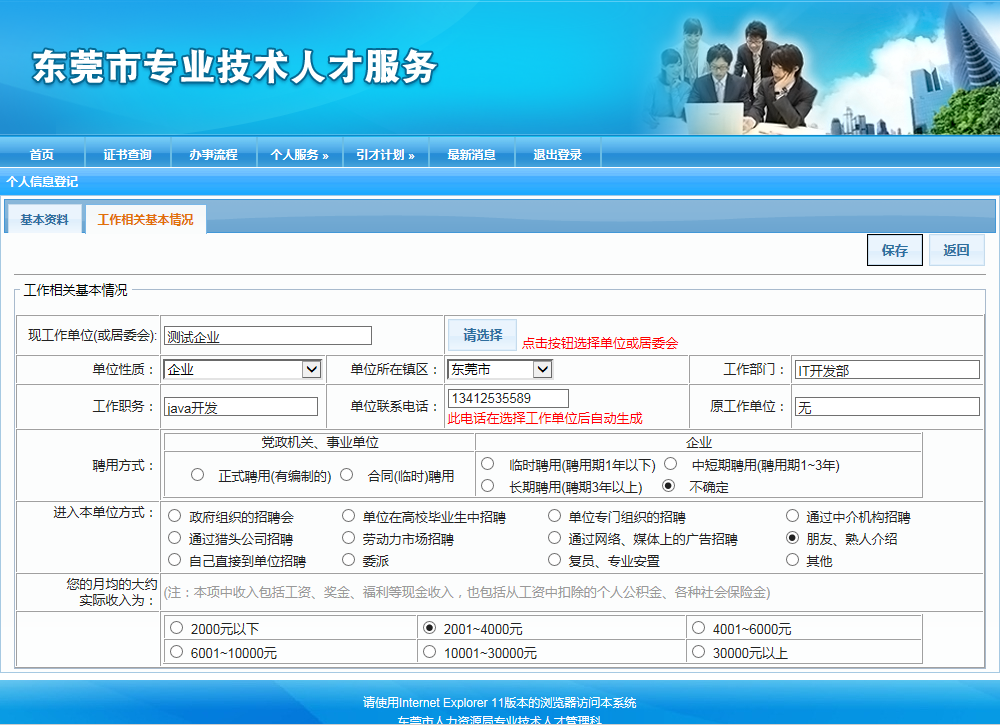 东莞市专业技术人才服务
首页 证书查询 办事流程 个人服务 » 引才计划 » 最新消息 退出登录
个人信息登记
基本资料 工作相关基本情况
保存 返回
工作相关基本情况
现工作单位(或居委会): 测试企业 请选择 点击按钮选择单位或居委会
单位性质： 企业 单位所在镇区： 东莞市 工作部门： IT开发部
工作职务： java开发 单位联系电话： 13412535589 原工作单位： 无
此电话在选择工作单位后自动生成
党政机关、事业单位 企业
聘用方式：
正式聘用(有编制的) 合同(临时)聘用 临时聘用(聘用期1年以下) 中短期聘用(聘用期1~3年)
长期聘用(聘期3年以上) 不确定
进入本单位方式： 政府组织的招聘会 单位在高校毕业生中招聘 单位专门组织的招聘 通过中介机构招聘
通过猎头公司招聘 劳动力市场招聘 通过网络、媒体上的广告招聘 朋友、熟人介绍
自己直接到单位招聘 委派 复员、专业安置 其他
您的月均的大约
实际收入为： (注：本项中收入包括工资、奖金、福利等现金收入，也包括从工资中扣除的个人公积金、各种社会保险金)
2000元以下 2001~4000元 4001~6000元
6001~10000元 10001~30000元 30000元以上
请使用Internet Explorer 11版本的浏览器访问本系统
东莞市人力资源局专业技术人才管理科